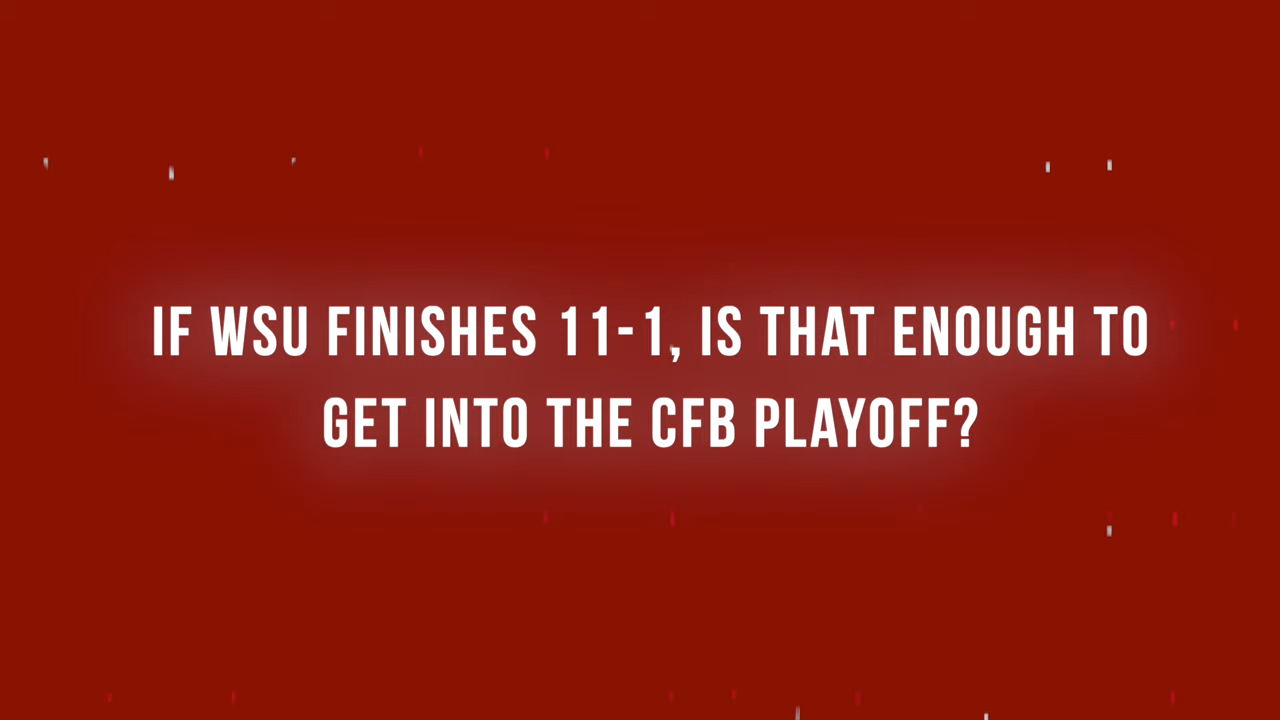 IF WSU FINISHES 11-1, IS THAT ENOUGH TO
GET INTO THE CFB PLAYOFF?